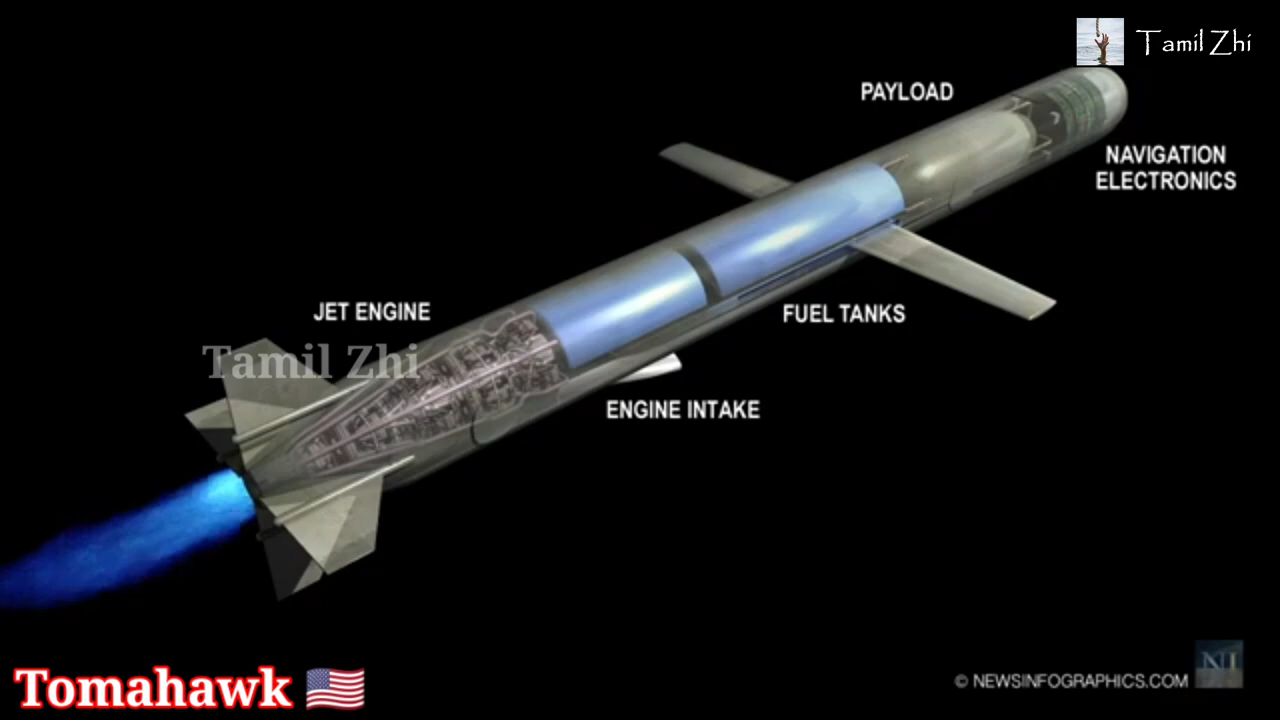 Tamil Zhi
PAYLOAD
NAVIGATION
ELECTRONICS
JET ENGINE
FUEL TANKS
Tamil Zhi
ENGINE INTAKE
Tomahawk 🇺🇸
© NEWSINFOGRAPHICS.COM
NI